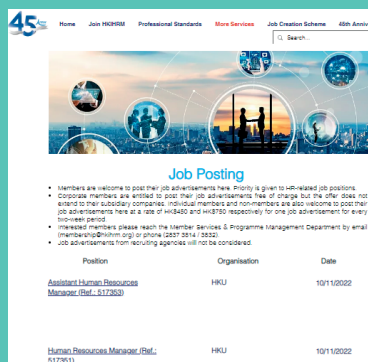 45
Home Join HKIHRM Professional Standards More Services Job Creation Scheme 45th Anniv
Search...
Job Posting
• Members are welcome to post their job advertisements here. Priority is given to HR-related job positions.
• Corporate members are entitled to post their job advertisements free of charge but the offer does not
extend to their subsidiary companies. Individual members and non-members are also welcome to post their
job advertisements here at a rate of HK$450 and HK$750 respectively for one job advertisement for every
two-week period.
• Interested members please reach the Member Services & Programme Management Department by email
(membership@hkihrm.org) or phone (2837 3814 / 3832).
• Job advertisements from recruiting agencies will not be considered.
Position Organisation Date
Assistant Human Resources HKU 10/11/2022
Manager (Ref.: 517353)
Human Resources Manager (Ref.: HKU 10/11/2022
517351)